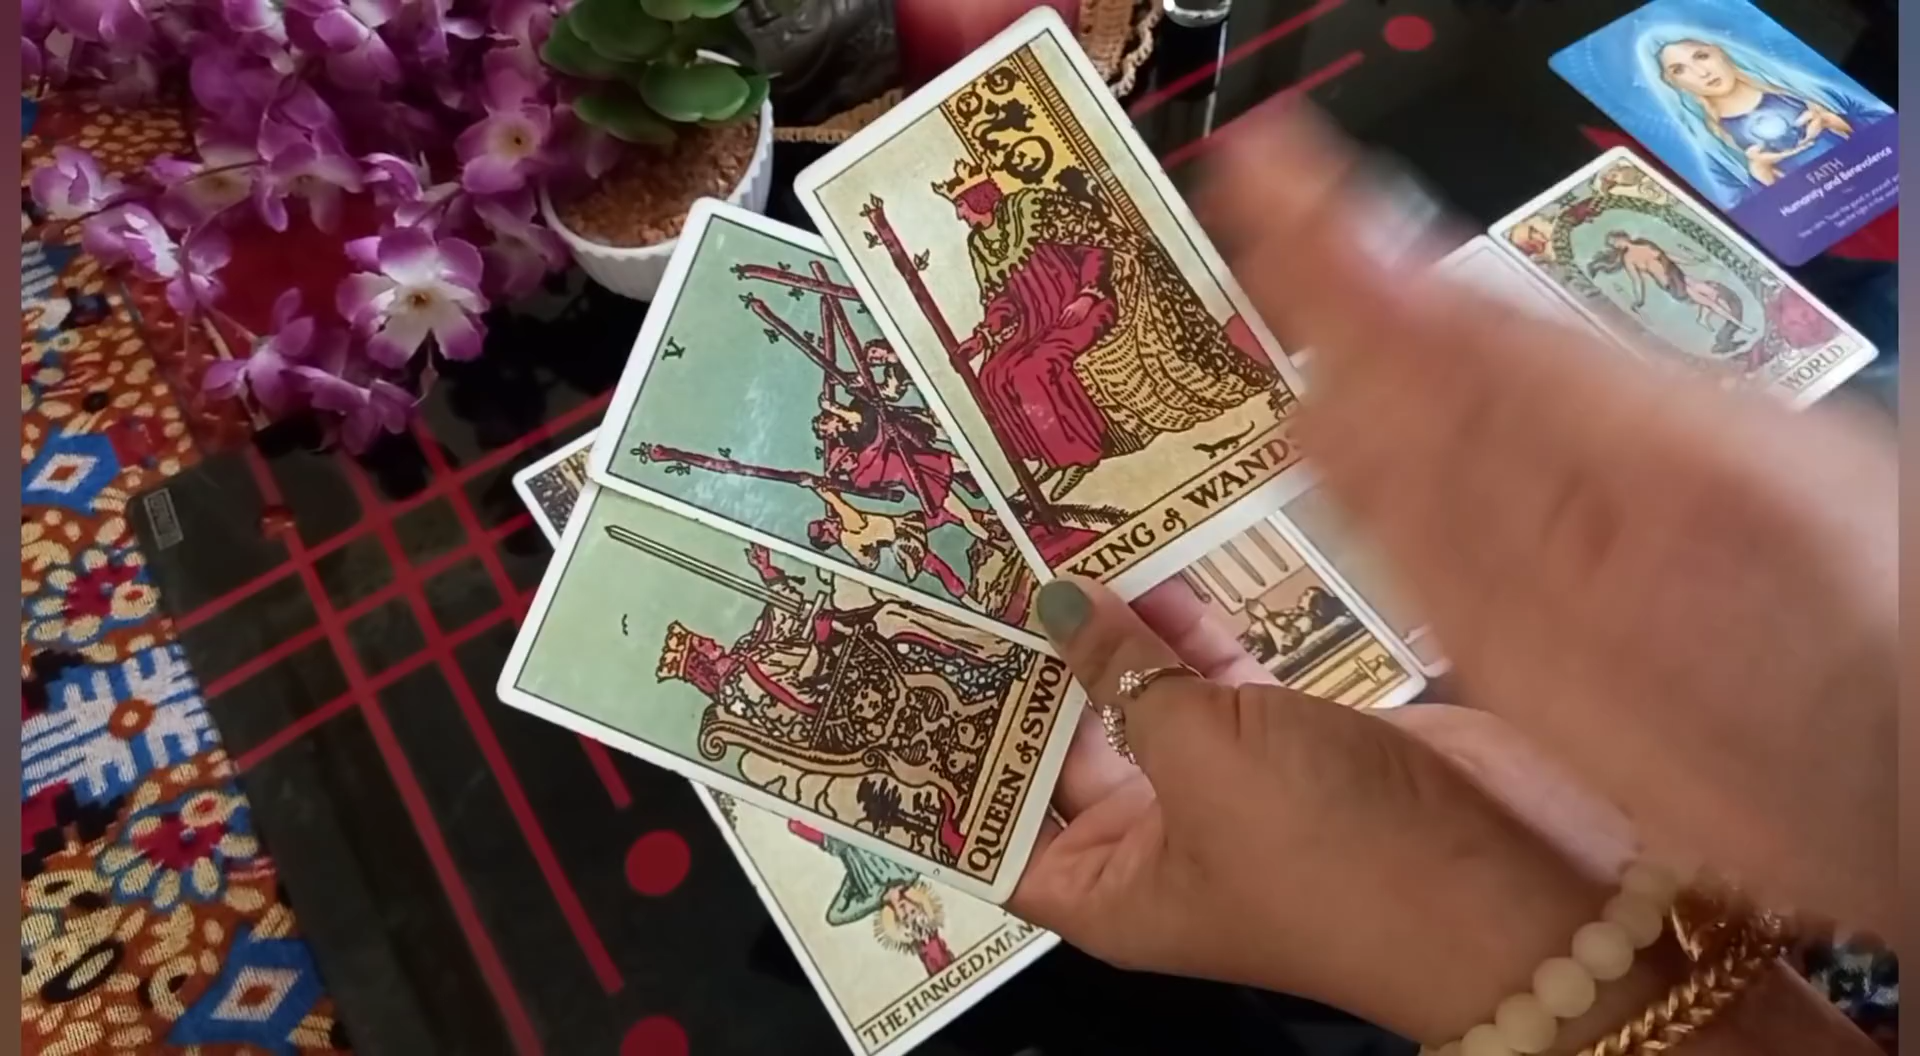 V
KING of WANDS
QUEEN of SWO
THE HANGED MAN
WORLD
FAITH
Humanity and Benevolence